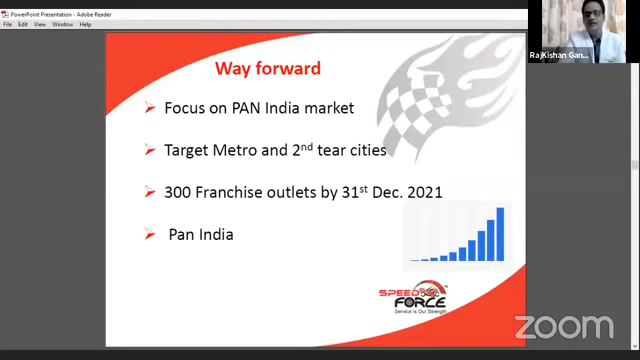 PowerPoint Presentation - Adobe Reader
File Edit View Window Help
RajKishan Gan...
Way forward
Focus on PAN India market
Target Metro and 2nd tear cities
300 Franchise outlets by 31st Dec. 2021
Pan India
SPEED FORCE
Service Is Our Strength
zoom